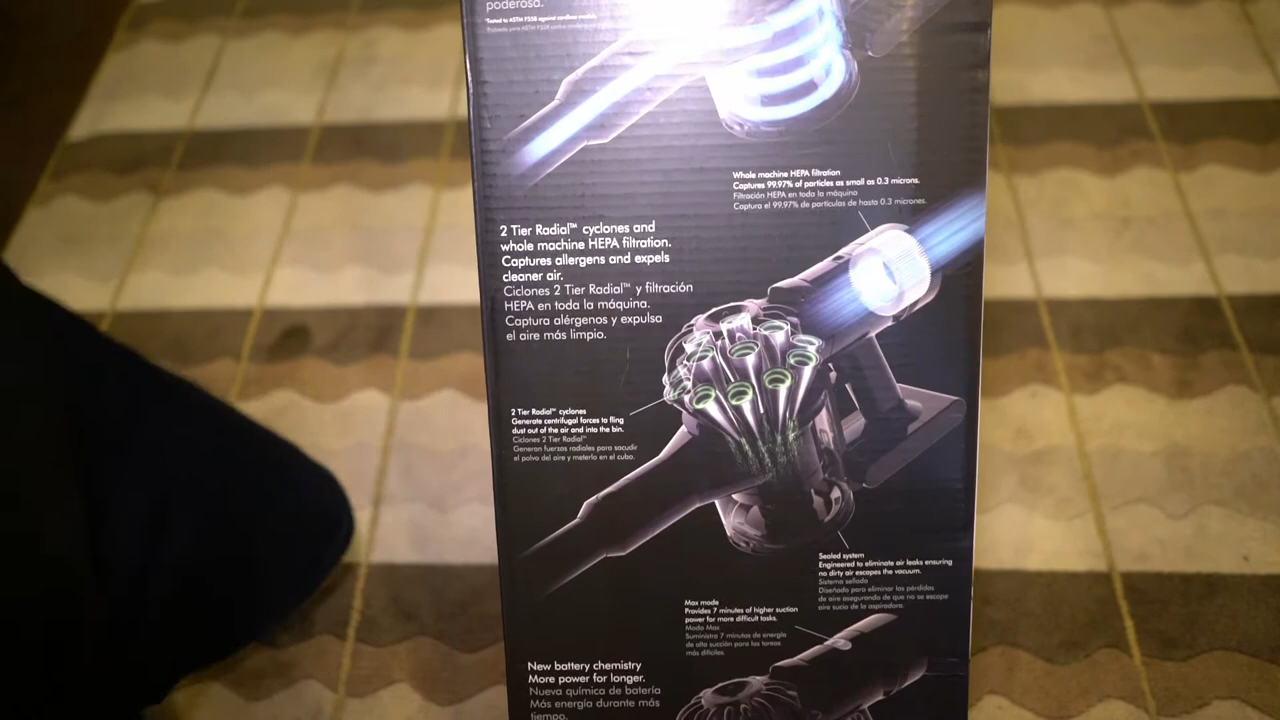 poderosa.
*Tested to ASTM F558 against cordless models
Whole machine HEPA filtration
Captures 99.97% of particles as small as 0.3 microns.
Filtración HEPA en toda la máquina
Captura el 99.97% de partículas de hasta 0.3 micrones.
2 Tier Radial™ cyclones and
whole machine HEPA filtration.
Captures allergens and expels
cleaner air.
Ciclones 2 Tier Radial™ y filtración
HEPA en toda la máquina.
Captura alérgenos y expulsa
el aire más limpio.
2 Tier Radial™ cyclones
Generate centrifugal forces to fling
dust out of the air and into the bin.
Ciclones 2 Tier Radial™
Generan fuerzas radiales para sacudir
el polvo del aire y meterlo en el cubo.
Sealed system
Engineered to eliminate air leaks ensuring
no dirty air escapes the vacuum.
Sistema sellado
Diseñado para eliminar las pérdidas
de aire asegurando de que no se escape
aire sucio de la aspiradora.
Max mode
Provides 7 minutes of higher suction
power for more difficult tasks.
Modo Max
Suministra 7 minutos de energía
de alta succión para las tareas
más difíciles.
New battery chemistry
More power for longer.
Nueva química de batería
Más energía durante más
tiempo.